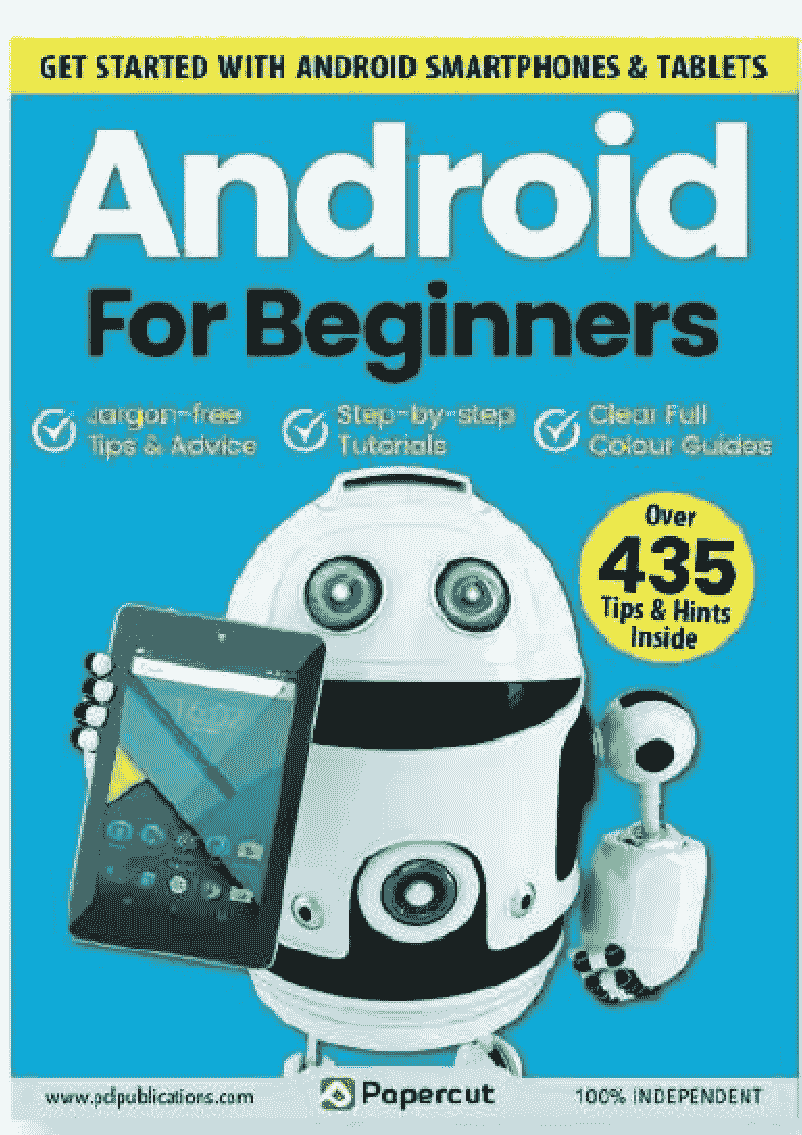 GET STARTED WITH ANDROID SMARTPHONES & TABLETS
Android
For Beginners
Jargon-free
Tips & Advice
Step-by-step
Tutorials
Clear Full
Colour Guides
Over
435
Tips & Hints
Inside
www.pclpublications.com
Papercut
100% INDEPENDENT